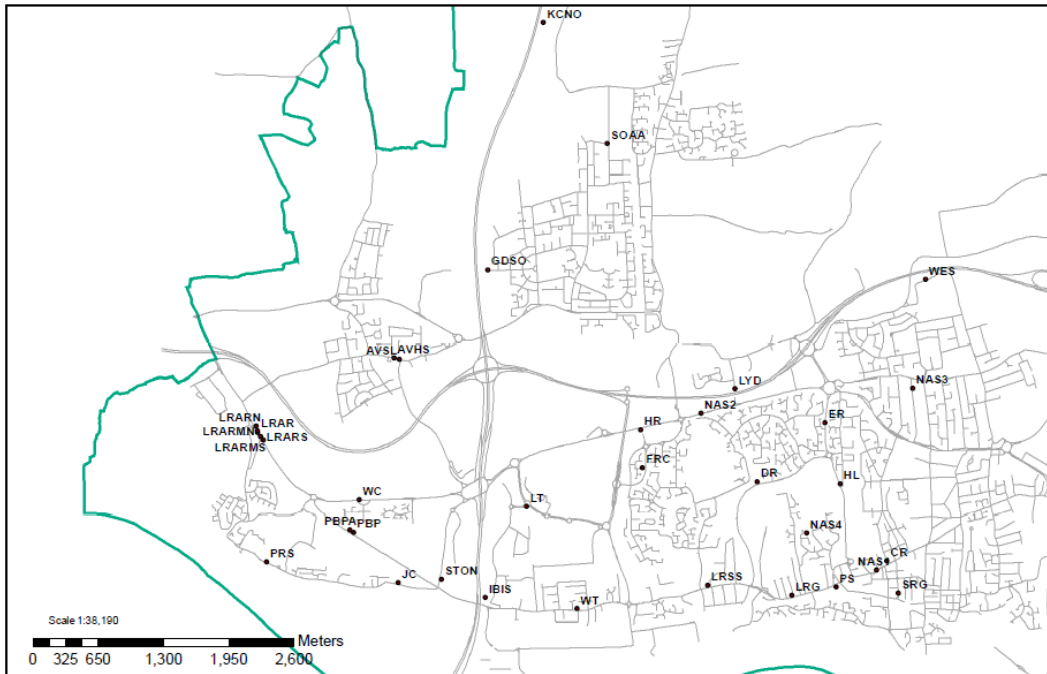 KCNO
SOAA
GDSO
WES
AVSLAVHS
LYD
NAS3
NAS2
LRARN
LRAR
ER
LRARMN
LRARS
HR
LRARMS
FRC
DR
HL
WC
LT
PBPA
PBP
NAS4
CR
PRS
NAS
JC
STON
LRSS
PS
IBIS
LRG
SRG
WT
Scale 1:38,190
Meters
0 325 650 1,300 1,950 2,600